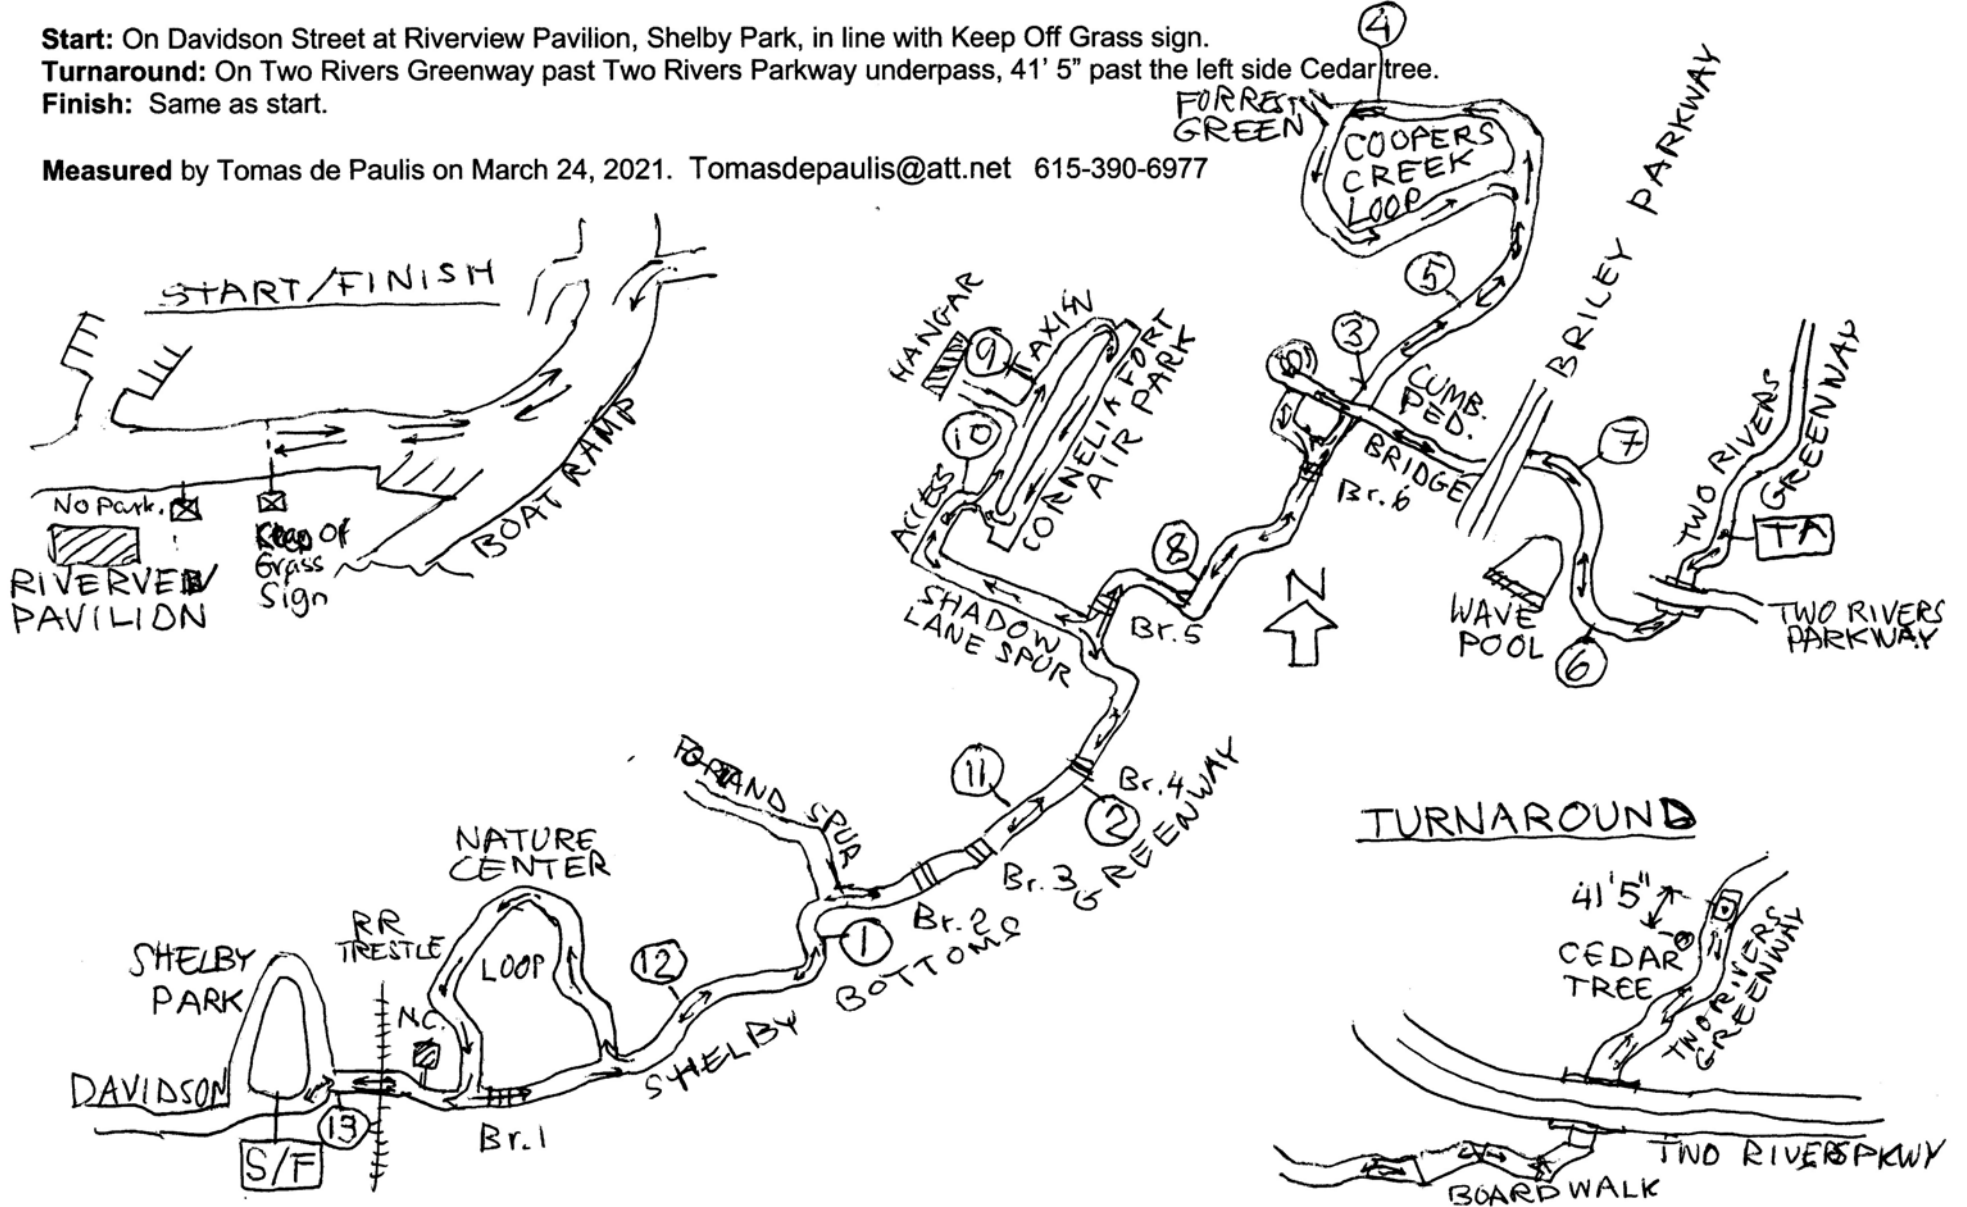 Start: On Davidson Street at Riverview Pavilion, Shelby Park, in line with Keep Off Grass sign.
Turnaround: On Two Rivers Greenway past Two Rivers Parkway underpass, 41' 5" past the left side Cedar tree.
Finish: Same as start.
Measured by Tomas de Paulis on March 24, 2021. Tomasdepaulis@att.net 615-390-6977
START/FINISH
No Park.
Keep Of
Grass
Sign
RIVERVEW
PAVILION
BOAT RAMP
4
FORREST
GREEN
COOPERS
CREEK
LOOP
5
3
BRILEY PARKWAY
HANGAR
9
TAXIN
CORNELIA FORT
AIR PARK
10
ACCESS
CUMB.
PED.
BRIDGE
Br.6
7
TWO RIVERS
GREENWAY
TA
8
N
WAVE
POOL
TWO RIVERS
PARKWAY
6
SHADOW
LANE SPUR
Br.5
11
Br.4
2
FORTLAND SPUR
Br.3
Br.2
SHELBY BOTTOMS GREENWAY
1
12
NATURE
CENTER
LOOP
RR
TRESTLE
N.C.
SHELBY
PARK
DAVIDSON
13
S/F
Br.1
TURNAROUND
41'5"
CEDAR
TREE
TWO RIVERS
GREENWAY
TWO RIVERS PKWY
BOARDWALK